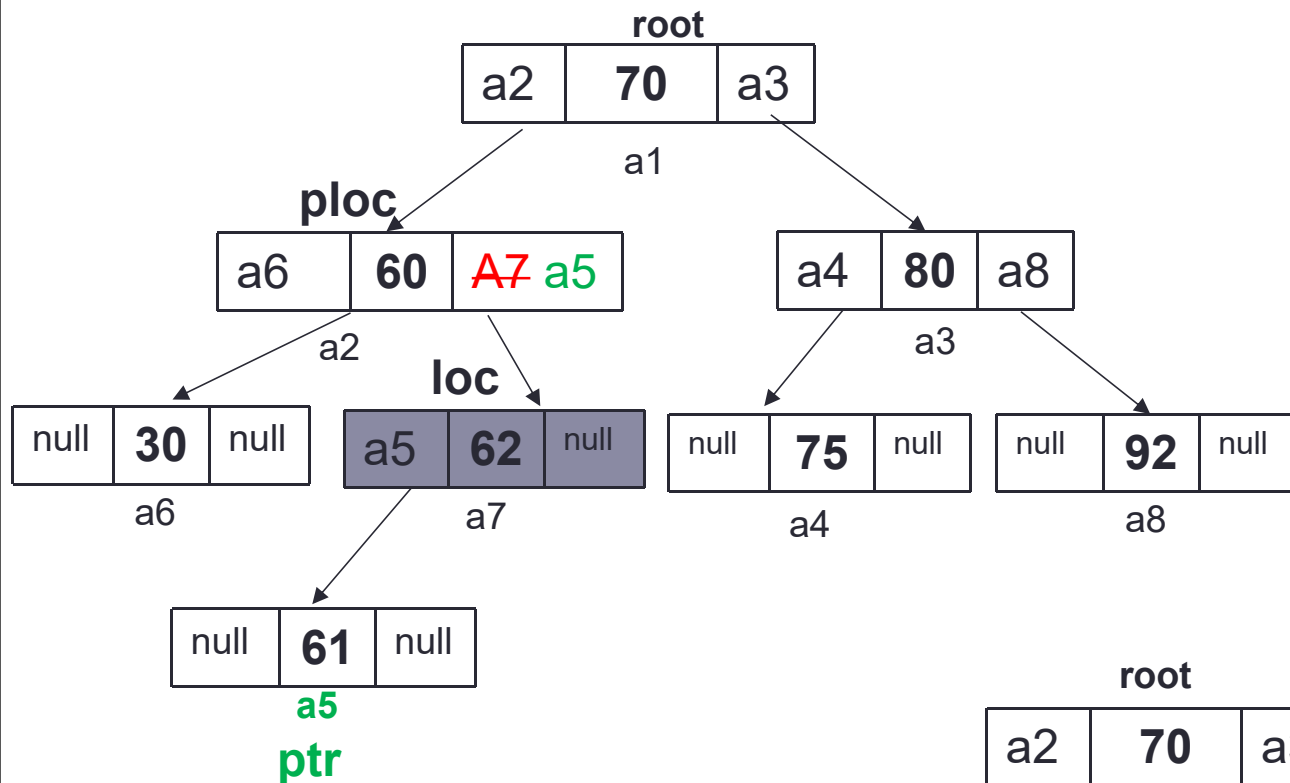 root
a2 70 a3
a1
ploc
a6 60 A7 a5
a4 80 a8
a2
a3
loc
null 30 null
a5 62 null
null 75 null
null 92 null
a6
a7
a4
a8
null 61 null
a5
ptr
root
a2 70